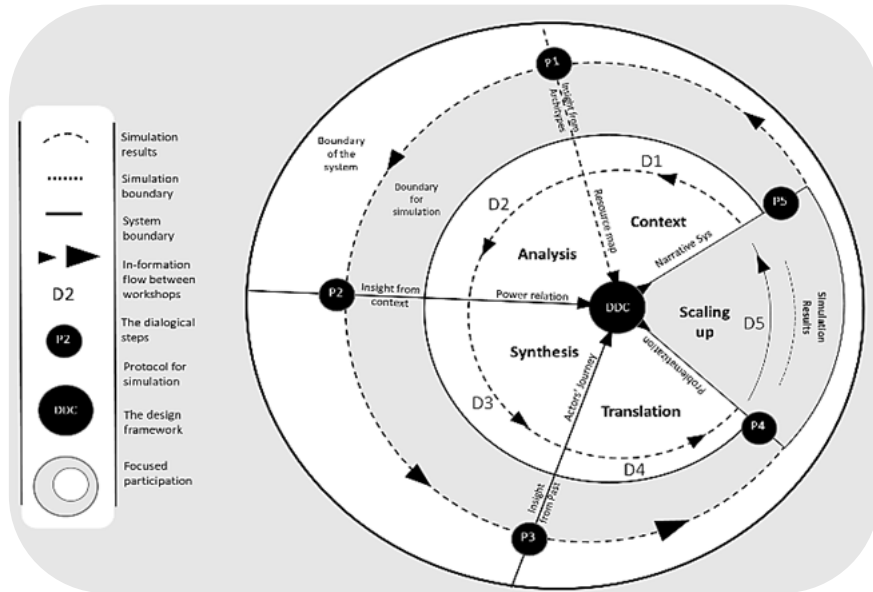 Simulation
results
Simulation
boundary
System
boundary
In-formation
flow between
workshops
D2
The dialogical
steps
P2
Protocol for
simulation
DDC
The design
framework
Focused
participation
Boundary
of the
system
Boundary
for
simulation
P1
Insight from
Architypes
Resource map
D1
Context
P5
Narrative Sys
D2
Analysis
P2
Insight from
context
Power relation
DDC
Scaling
up
D5
Simulation
Results
Synthesis
Problematization
Actors' Journey
D3
Translation
P4
D4
Insight
from Past
P3